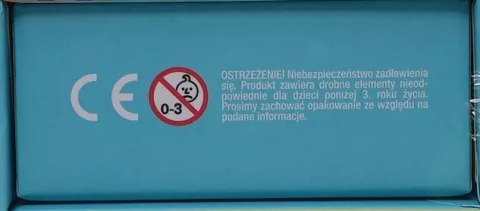 CE
0-3
OSTRZEŻENIE! Niebezpieczeństwo zadławienia
się. Produkt zawiera drobne elementy nieod-
powiednie dla dzieci poniżej 3. roku życia.
Prosimy zachować opakowanie ze względu na
podane informacje.